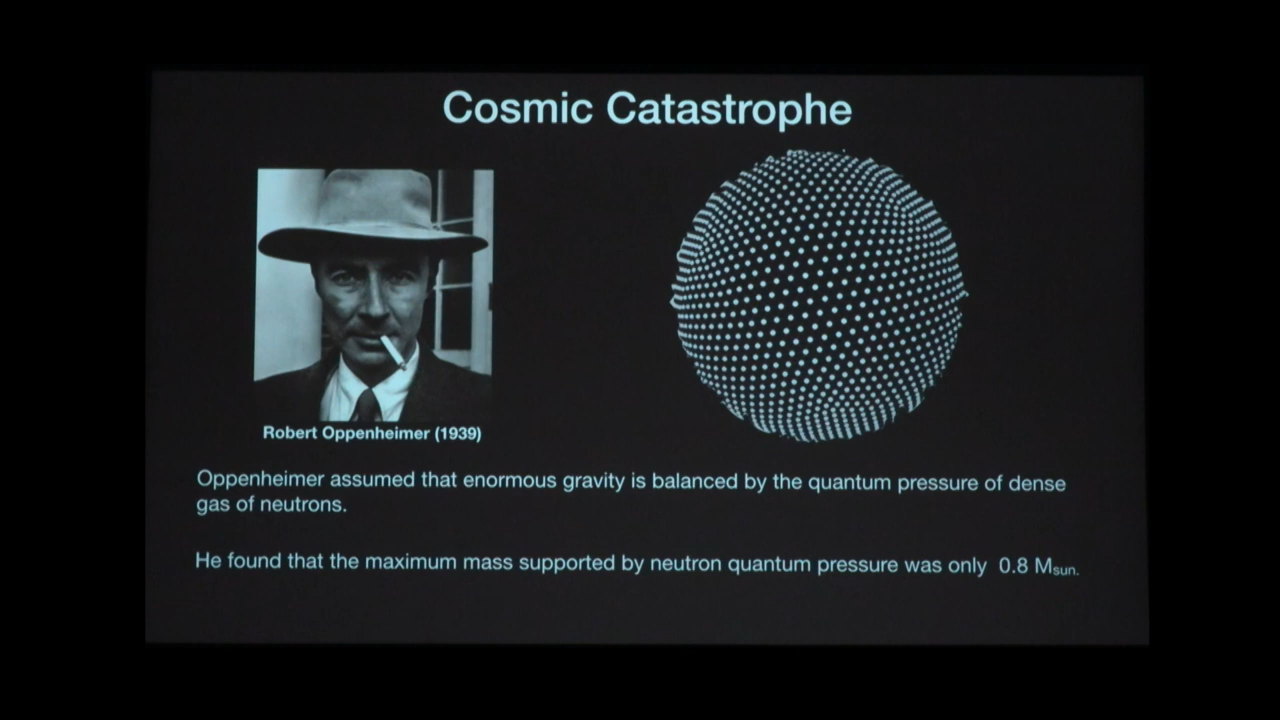 Cosmic Catastrophe
Robert Oppenheimer (1939)
Oppenheimer assumed that enormous gravity is balanced by the quantum pressure of dense
gas of neutrons.
He found that the maximum mass supported by neutron quantum pressure was only 0.8 Msun.